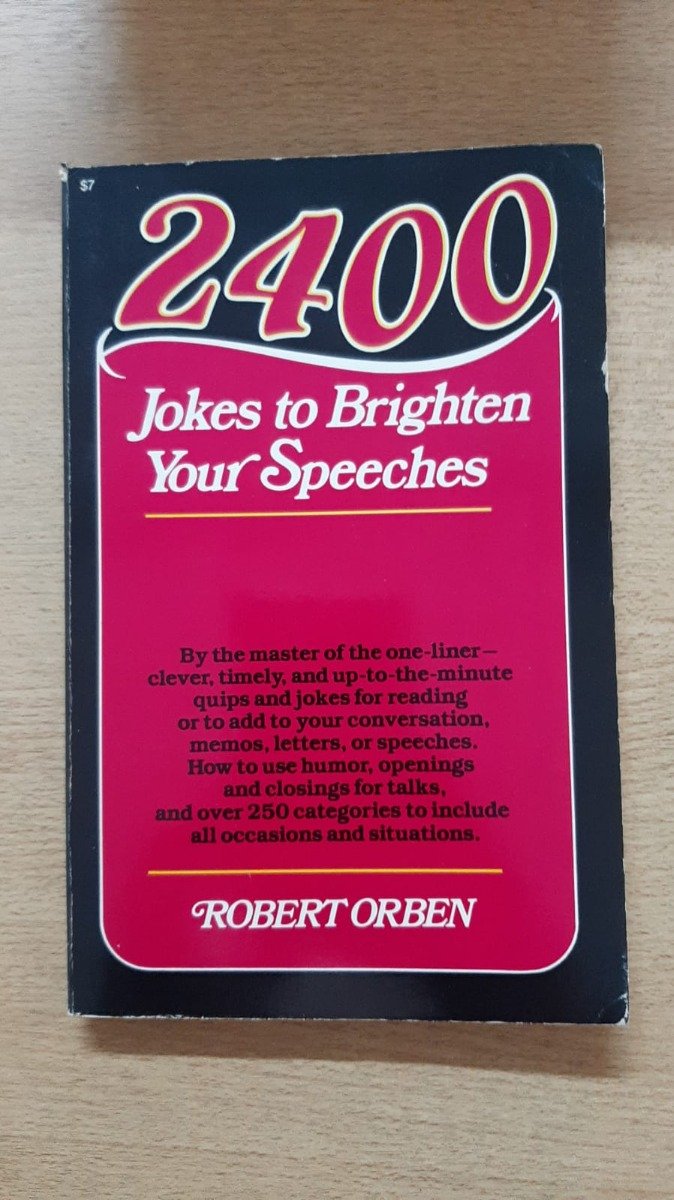 $7
2400
Jokes to Brighten
Your Speeches
By the master of the one-liner—
clever, timely, and up-to-the-minute
quips and jokes for reading
or to add to your conversation,
memos, letters, or speeches.
How to use humor, openings
and closings for talks,
and over 250 categories to include
all occasions and situations.
ROBERT ORBEN